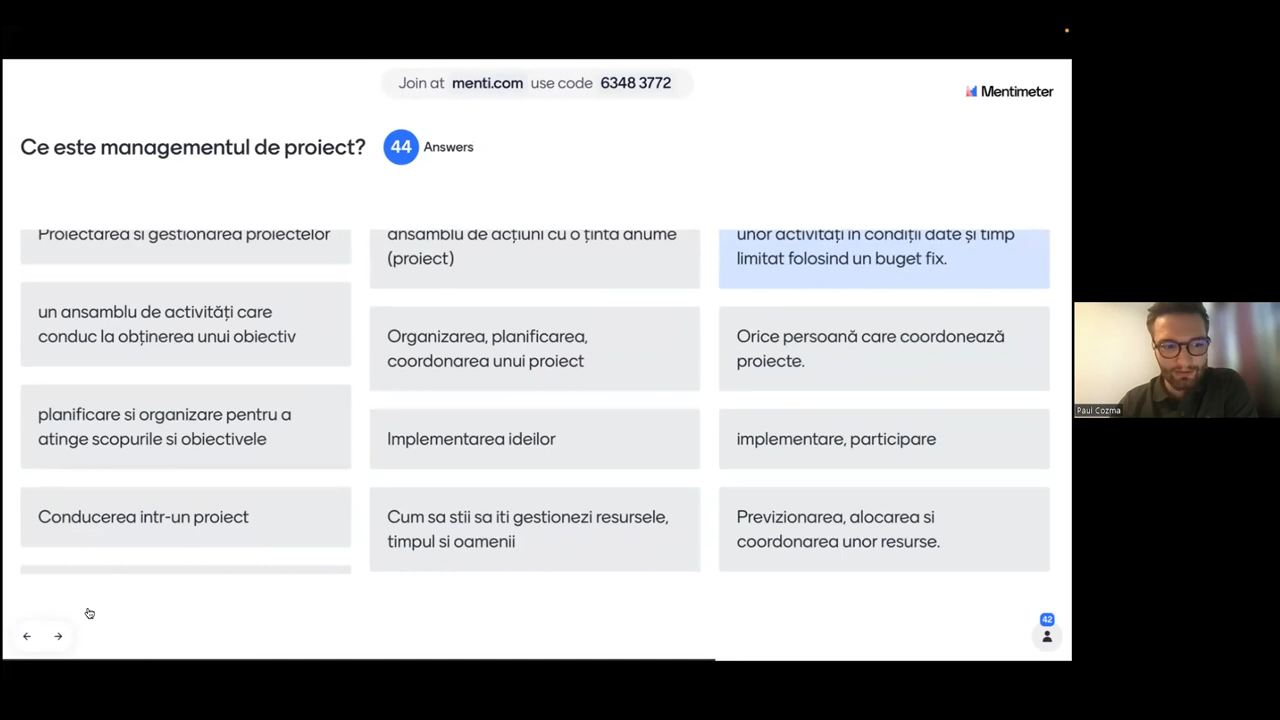 Join at menti.com use code 6348 3772
Mentimeter
Ce este managementul de proiect?
44 Answers
Proiectarea si gestionarea proiectelor
un ansamblu de activități care
conduc la obținerea unui obiectiv
planificare si organizare pentru a
atinge scopurile si obiectivele
Conducerea intr-un proiect
ansamblu de acțiuni cu o ținta anume
(proiect)
Organizarea, planificarea,
coordonarea unui proiect
Implementarea ideilor
Cum sa stii sa iti gestionezi resursele,
timpul si oamenii
unor activități în condiții date și timp
limitat folosind un buget fix.
Orice persoană care coordonează
proiecte.
implementare, participare
Previzionarea, alocarea si
coordonarea unor resurse.
42
Paul Cozma